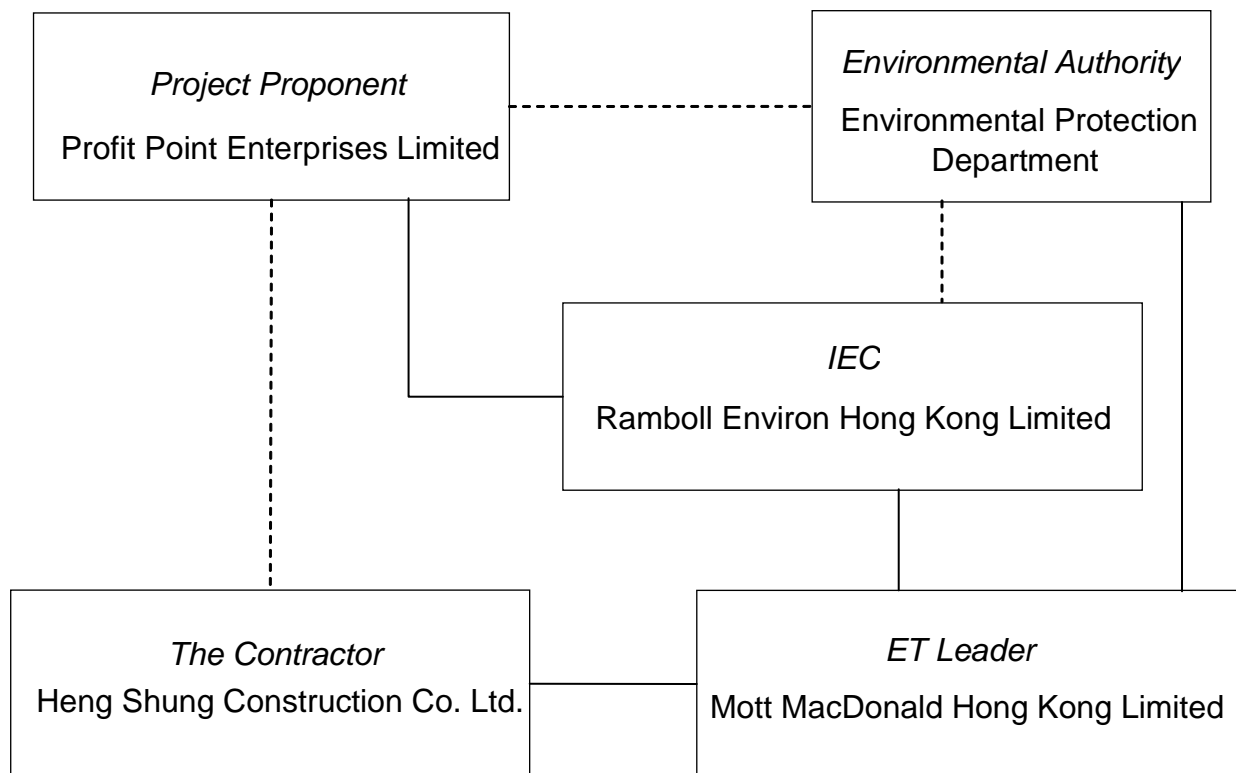 Project Proponent
Profit Point Enterprises Limited
Environmental Authority
Environmental Protection
Department
IEC
Ramboll Environ Hong Kong Limited
The Contractor
Heng Shung Construction Co. Ltd.
ET Leader
Mott MacDonald Hong Kong Limited